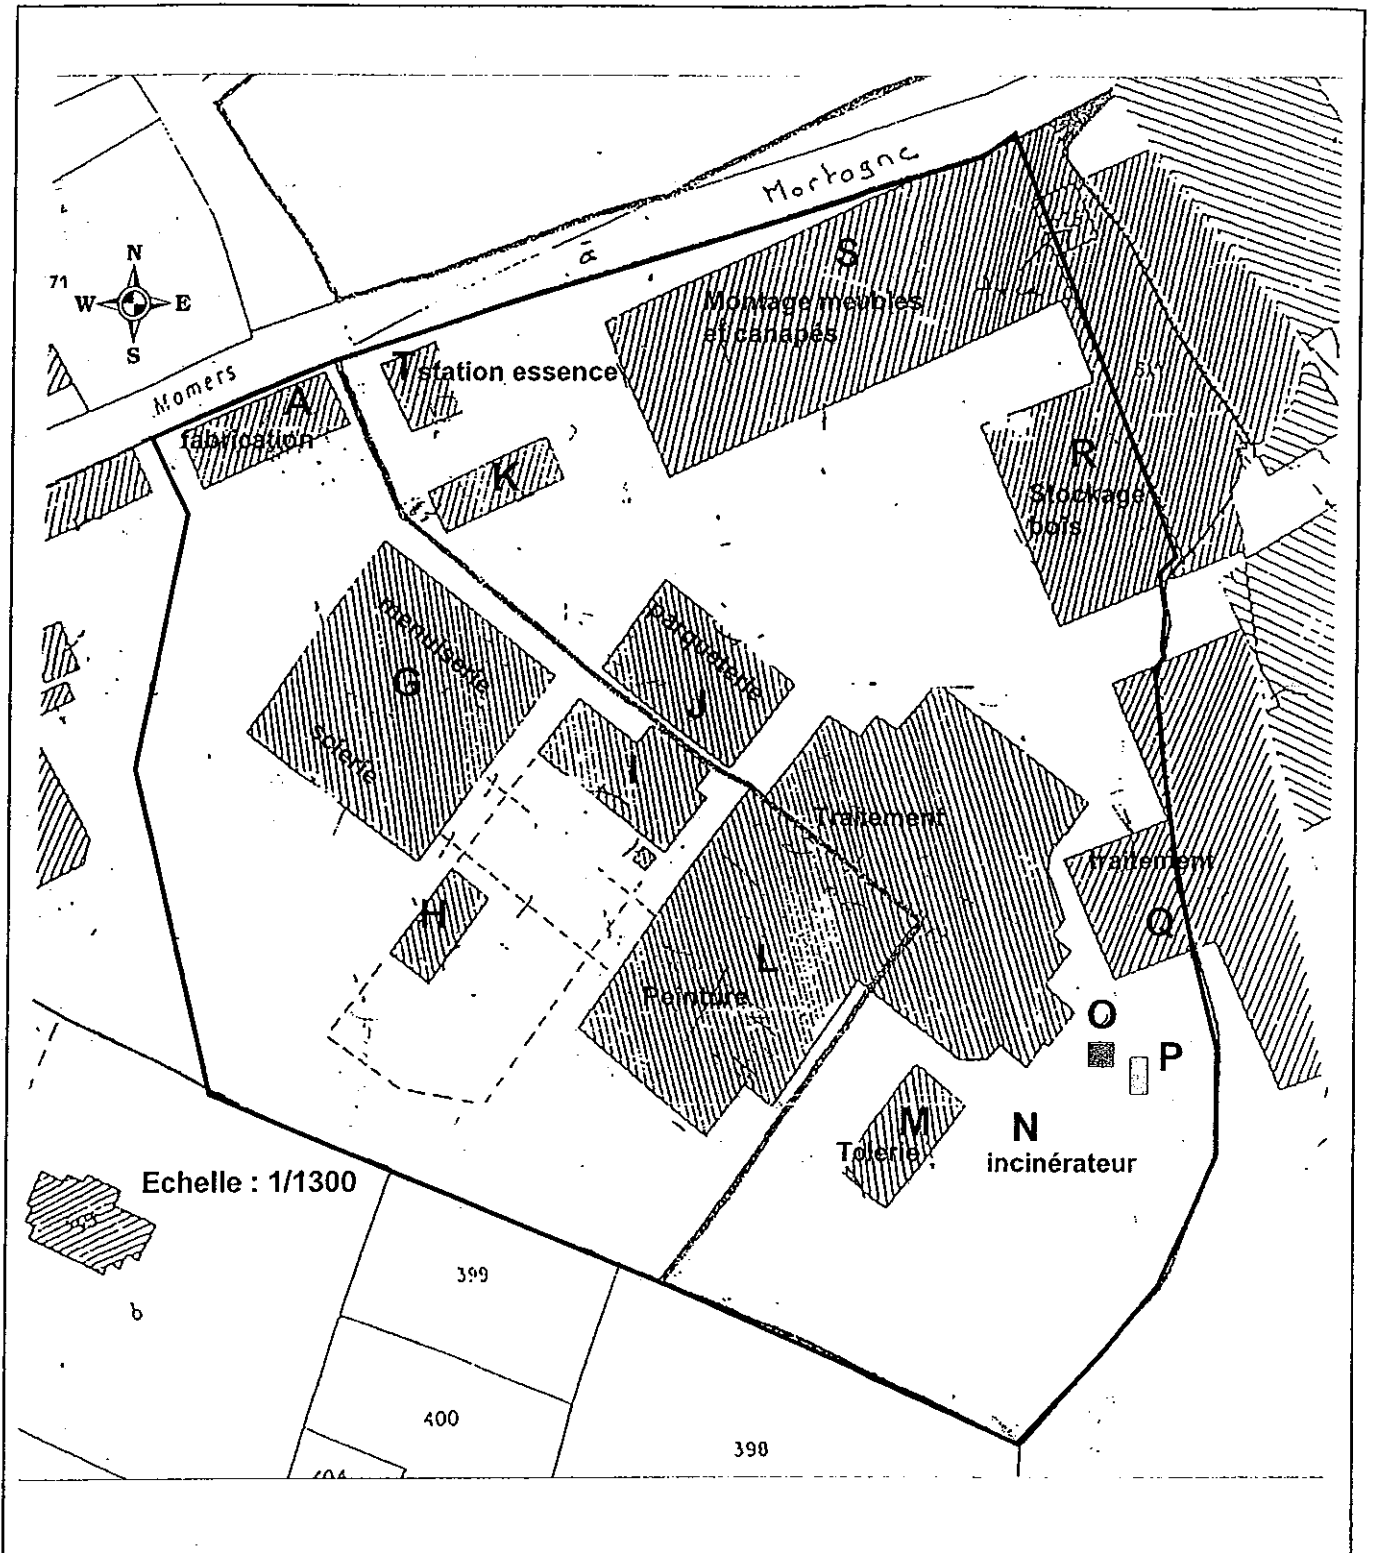 Mortagne
à
S
Montage meubles
et canapés
N
71
W
E
S
Mamers
T station essence
A
fabrication
K
R
Stockage
bois
menuiserie
G
scierie
parqueterie
J
I
Traitement
traitement
Q
H
L
Peinture
O
P
M
Tolerie
N
incinérateur
Echelle : 1/1300
399
b
400
398